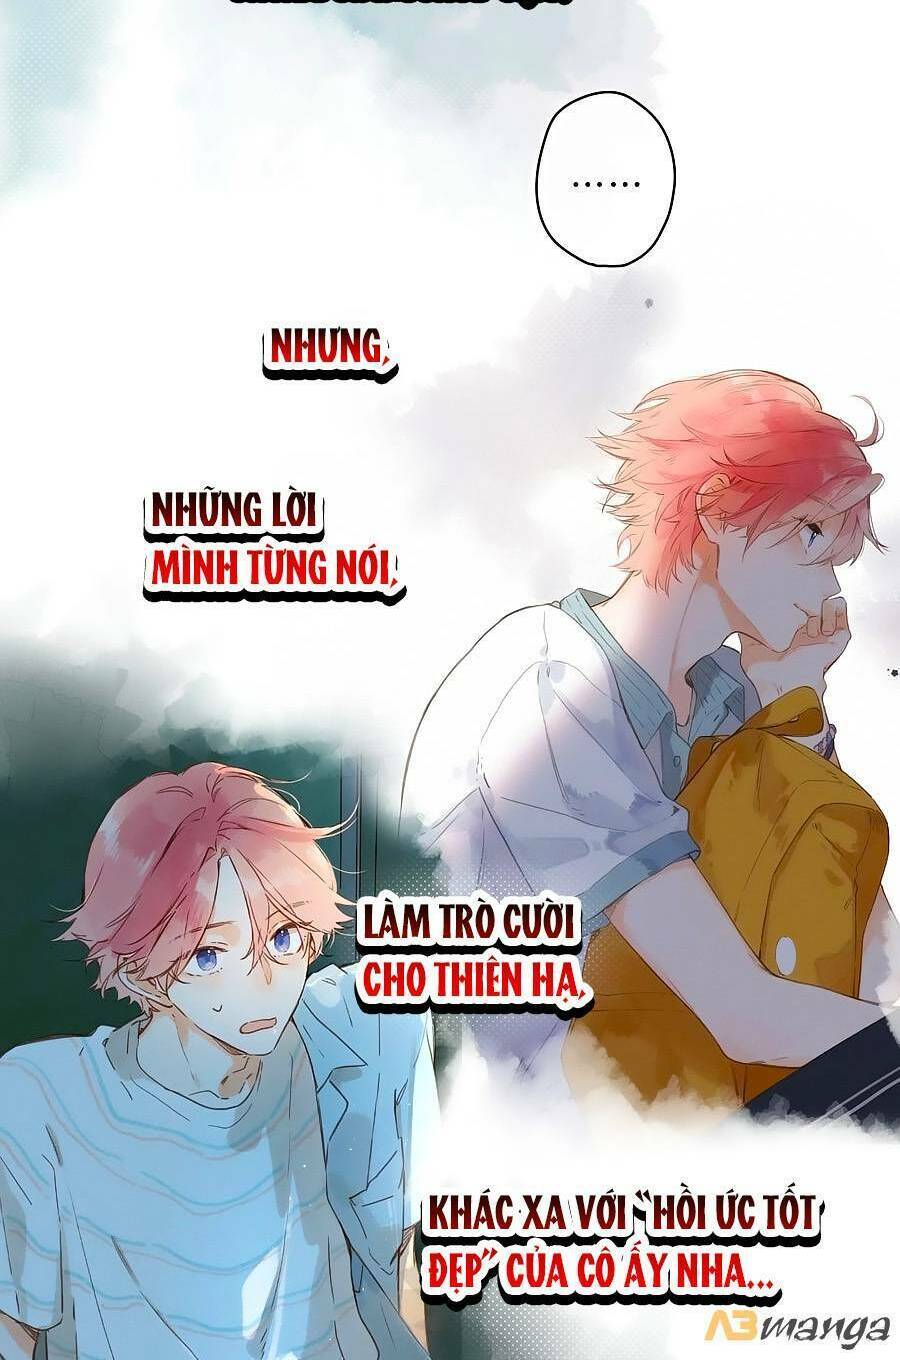 ......
NHƯNG,
NHỮNG LỜI
MÌNH TỪNG NÓI,
LÀM TRÒ CƯỜI
CHO THIÊN HẠ,
KHÁC XA VỚI "HỒI ỨC TỐT
ĐẸP" CỦA CÔ ẤY NHA...
A3manga